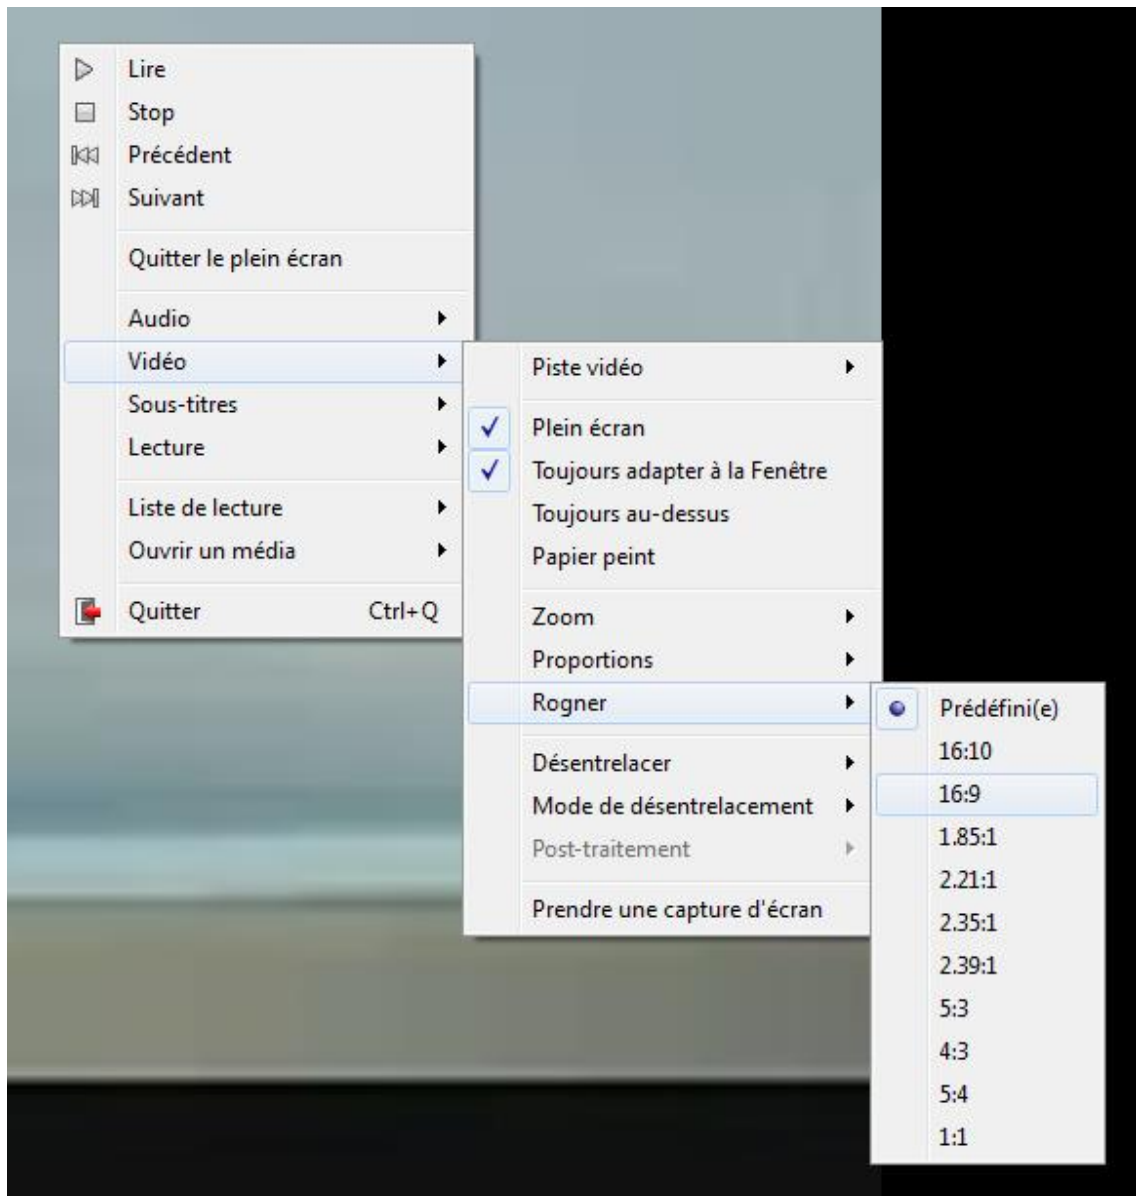 Lire
Stop
Précédent
Suivant
Quitter le plein écran
Audio
Vidéo
Sous-titres
Lecture
Liste de lecture
Ouvrir un média
Quitter Ctrl+Q
Piste vidéo
Plein écran
Toujours adapter à la Fenêtre
Toujours au-dessus
Papier peint
Zoom
Proportions
Rogner
Désentrelacer
Mode de désentrelacement
Post-traitement
Prendre une capture d'écran
Prédéfini(e)
16:10
16:9
1.85:1
2.21:1
2.35:1
2.39:1
5:3
4:3
5:4
1:1